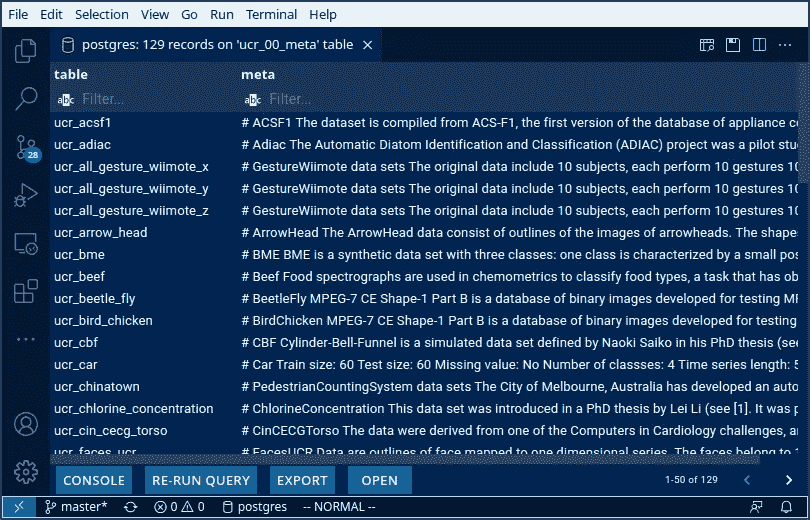 File Edit Selection View Go Run Terminal Help
postgres: 129 records on 'ucr_00_meta' table
table meta
abc Filter... abc Filter...
ucr_acsf1 # ACSF1 The dataset is compiled from ACS-F1, the first version of the database of appliance
ucr_adiac # Adiac The Automatic Diatom Identification and Classification (ADIAC) project was a pilot
ucr_all_gesture_wiimote_x # GestureWiimote data sets The original data include 10 subjects, each perform 10 gestures
ucr_all_gesture_wiimote_y # GestureWiimote data sets The original data include 10 subjects, each perform 10 gestures
ucr_all_gesture_wiimote_z # GestureWiimote data sets The original data include 10 subjects, each perform 10 gestures
ucr_arrow_head # ArrowHead The ArrowHead data consist of outlines of the images of arrowheads. The shape
ucr_bme # BME BME is a synthetic data set with three classes: one class is characterized by a small
ucr_beef # Beef Food spectrographs are used in chemometrics to classify food types, a task that has
ucr_beetle_fly # BeetleFly MPEG-7 CE Shape-1 Part B is a database of binary images developed for testing
ucr_bird_chicken # BirdChicken MPEG-7 CE Shape-1 Part B is a database of binary images developed for testing
ucr_cbf # CBF Cylinder-Bell-Funnel is a simulated data set defined by Naoki Saiko in his PhD thesis (see
ucr_car # Car Train size: 60 Test size: 60 Missing value: No Number of classses: 4 Time series length:
ucr_chinatown # PedestrianCountingSystem data sets The City of Melbourne, Australia has developed an auto
ucr_chlorine_concentration # ChlorineConcentration This data set was introduced in a PhD thesis by Lei Li (see [1]. It was
ucr_cin_cecg_torso # CinCECGTorso The data were derived from one of the Computers in Cardiology challenges,
ucr_faces_ucr # FacesUCR Data are outlines of face mapped to one dimensional series. The faces belong to
28
CONSOLE RE-RUN QUERY EXPORT OPEN 1-50 of 129
master* 0 0 postgres -- NORMAL --